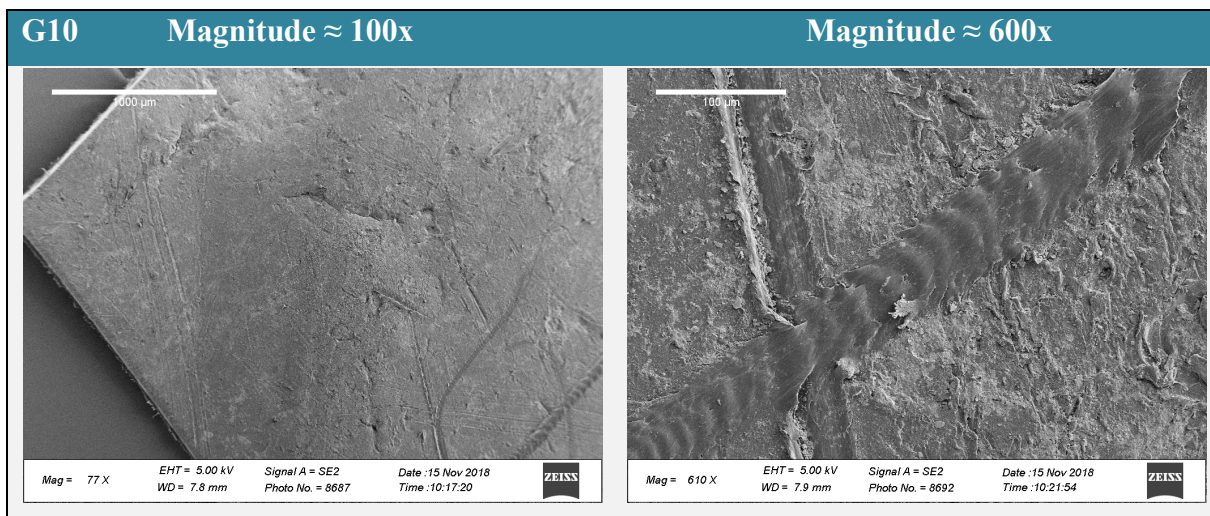 G10 Magnitude ≈ 100x Magnitude ≈ 600x
1000 µm
100 µm
Mag = 77 X
EHT = 5.00 kV Signal A = SE2 Date :15 Nov 2018
WD = 7.8 mm Photo No. = 8687 Time :10:17:20
ZEISS
Mag = 610 X
EHT = 5.00 kV Signal A = SE2 Date :15 Nov 2018
WD = 7.9 mm Photo No. = 8692 Time :10:21:54
ZEISS